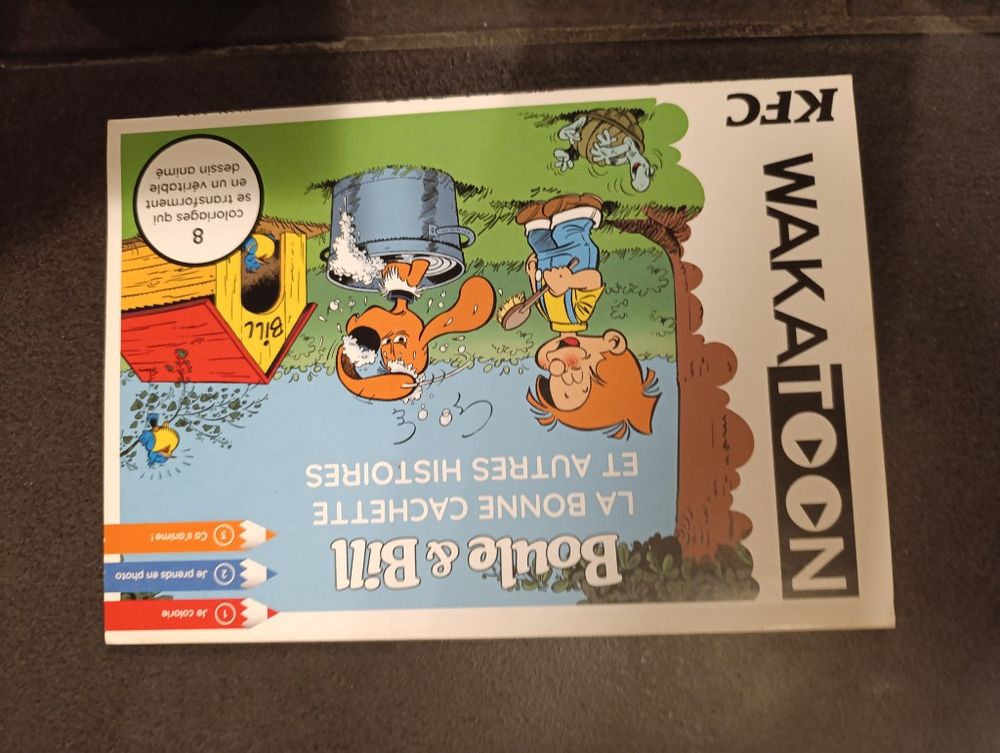 KFC
WAKATOON
Boule & Bill
LA BONNE CACHETTE
ET AUTRES HISTOIRES
1 Je colorie
2 Je prends en photo
3 Ca s'anime !
BILL
8
coloriages qui
se transforment
en un véritable
dessin animé